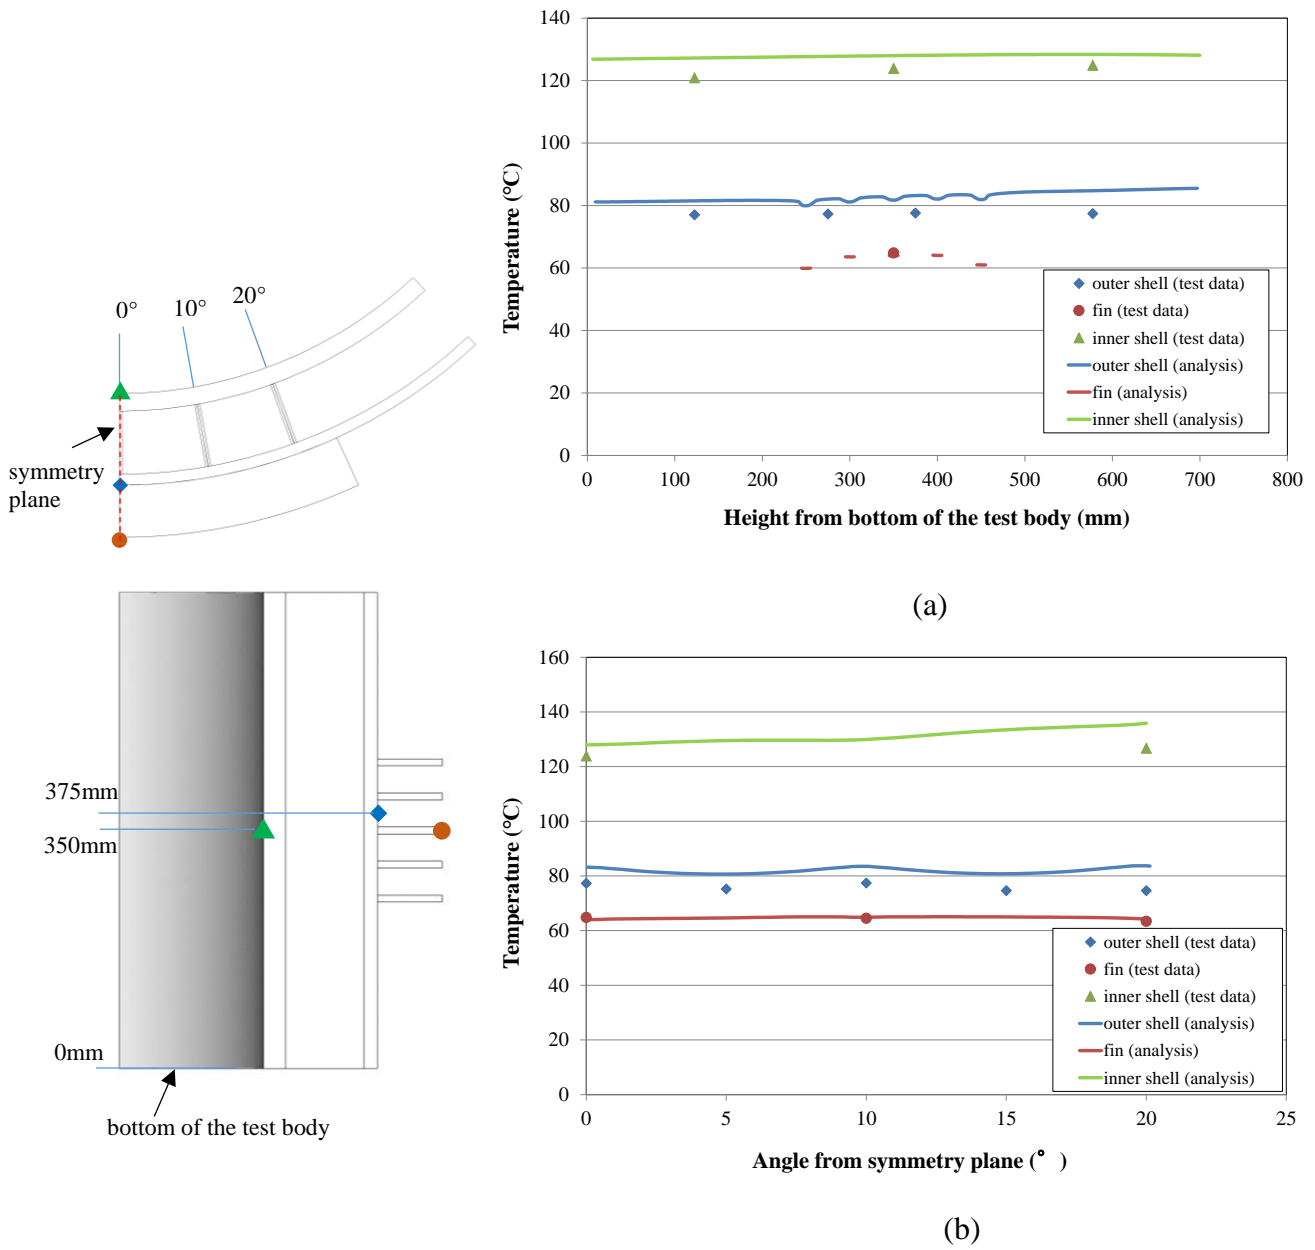 0°
10°
20°
symmetry
plane
375mm
350mm
0mm
bottom of the test body
140
120
100
80
60
40
20
0
Temperature (℃)
outer shell (test data)
fin (test data)
inner shell (test data)
outer shell (analysis)
fin (analysis)
inner shell (analysis)
0 100 200 300 400 500 600 700 800
Height from bottom of the test body (mm)
(a)
160
140
120
100
80
60
40
20
0
Temperature (℃)
outer shell (test data)
fin (test data)
inner shell (test data)
outer shell (analysis)
fin (analysis)
inner shell (analysis)
0 5 10 15 20 25
Angle from symmetry plane (° )
(b)